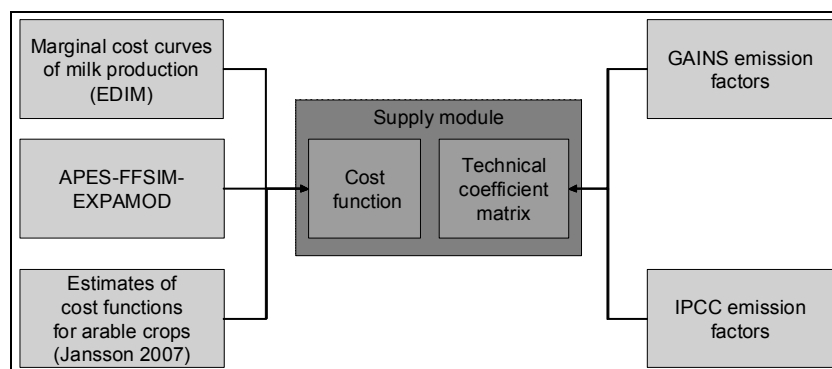 Marginal cost curves
of milk production
(EDIM)
APES-FFSIM-
EXPAMOD
Estimates of
cost functions
for arable crops
(Jansson 2007)
Supply module
Cost
function
Technical
coefficient
matrix
GAINS emission
factors
IPCC emission
factors